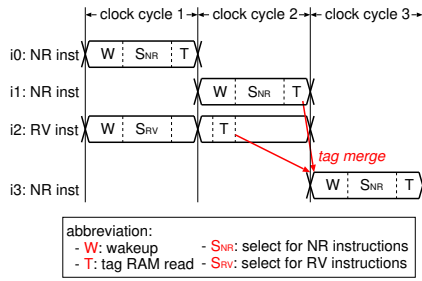 clock cycle 1 clock cycle 2 clock cycle 3
i0: NR inst W SNR T
i1: NR inst W SNR T
i2: RV inst W SRV T
tag merge
i3: NR inst W SNR T
abbreviation:
- W: wakeup - SNR: select for NR instructions
- T: tag RAM read - SRV: select for RV instructions